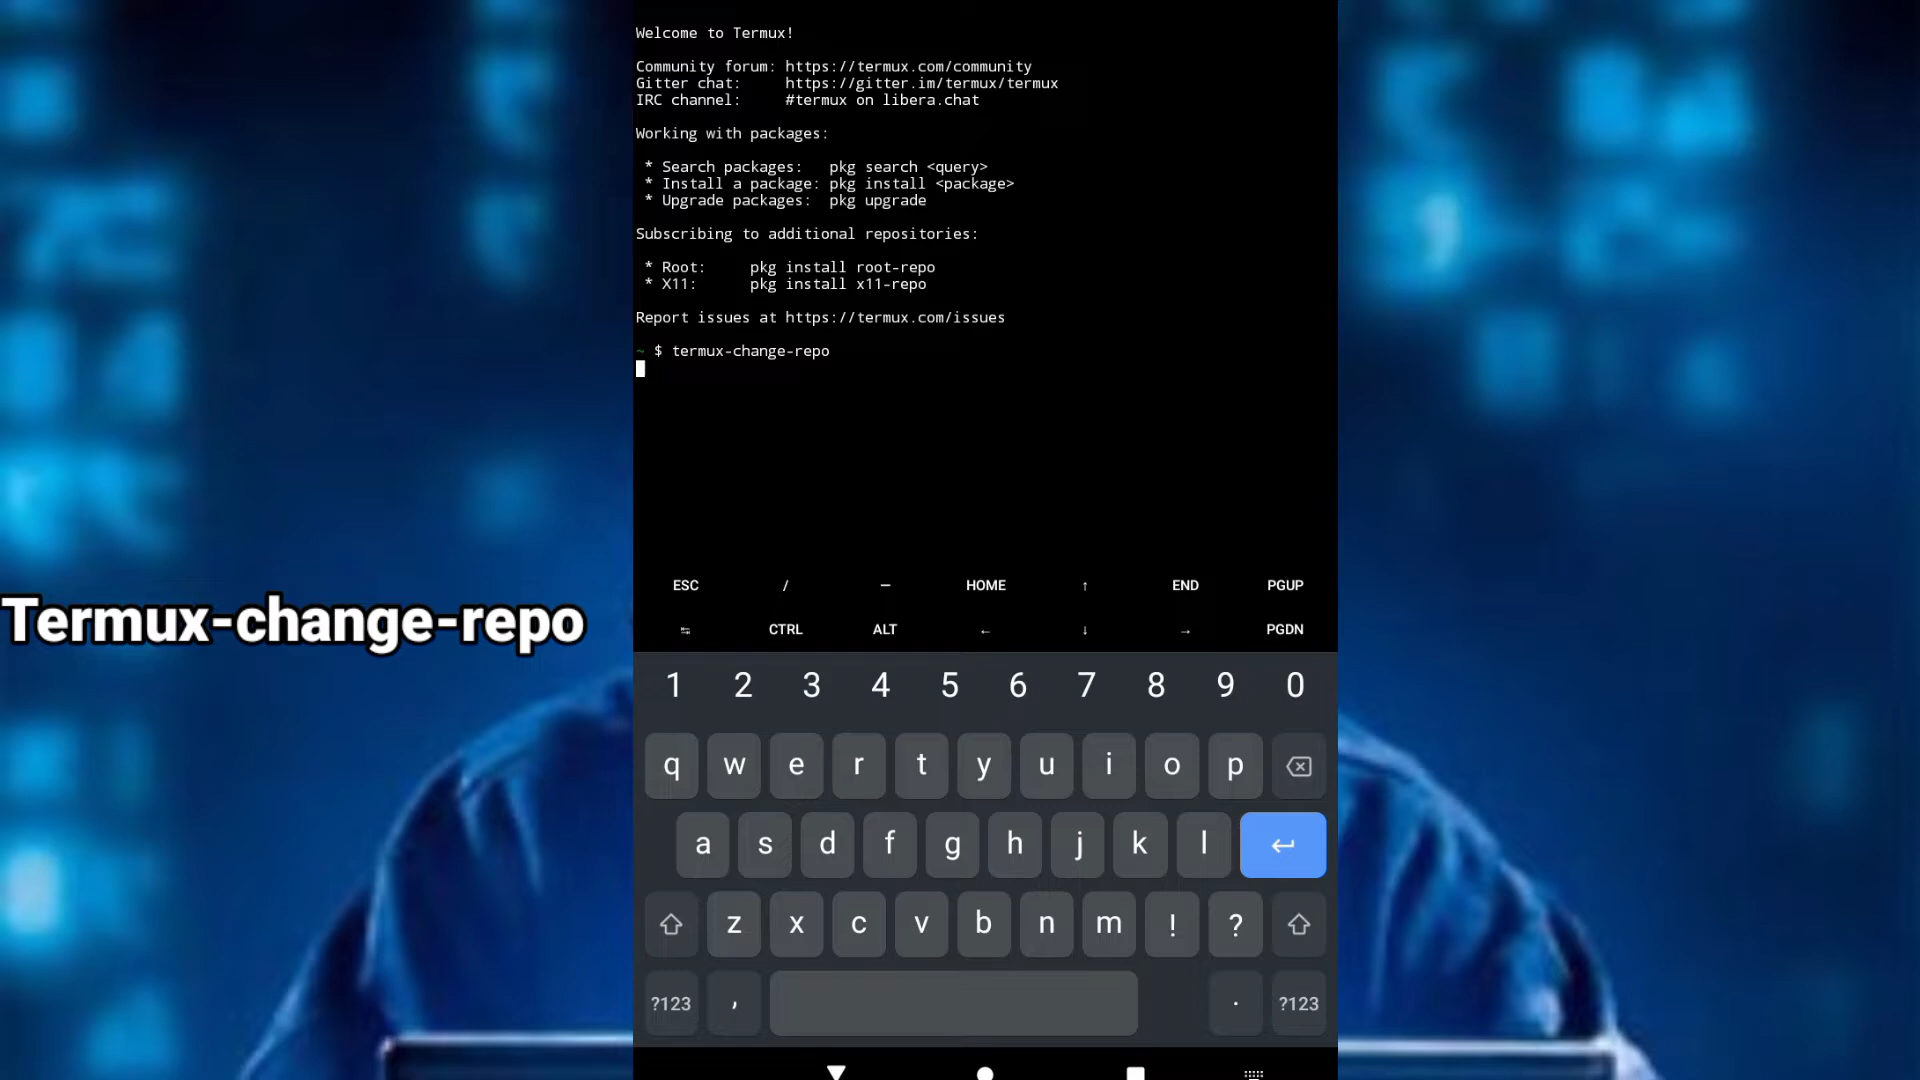 Welcome to Termux!
Community forum: https://termux.com/community
Gitter chat: https://gitter.im/termux/termux
IRC channel: #termux on libera.chat
Working with packages:
* Search packages: pkg search <query>
* Install a package: pkg install <package>
* Upgrade packages: pkg upgrade
Subscribing to additional repositories:
* Root: pkg install root-repo
* X11: pkg install x11-repo
Report issues at https://termux.com/issues
~ $ termux-change-repo
Termux-change-repo
ESC / — HOME ↑ END PGUP
⇆ CTRL ALT ← ↓ → PGDN
1 2 3 4 5 6 7 8 9 0
q w e r t y u i o p
a s d f g h j k l
z x c v b n m ! ?
?123 , . ?123